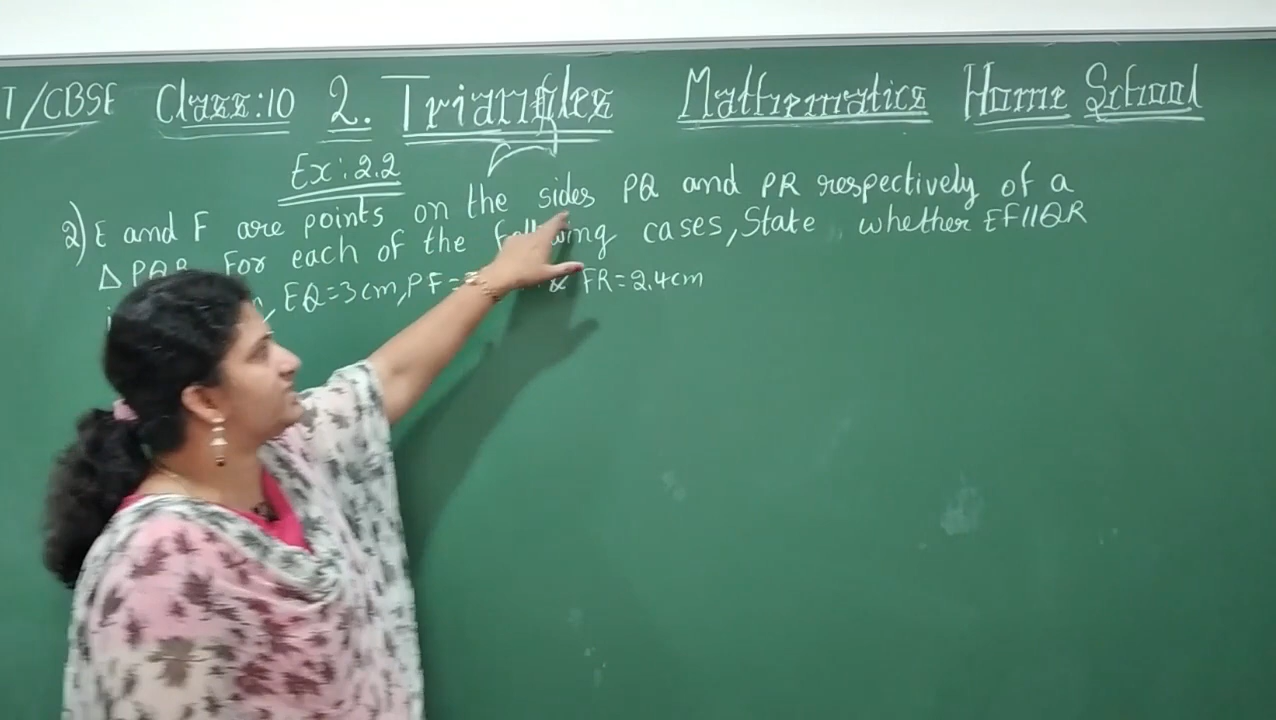 T/CBSE Class:10 2. Triangles Mathematics Home School
Ex:2.2
2) E and F are points on the sides PQ and PR respectively of a
Δ PQR. For each of the following cases, State whether EF||QR
EQ=3cm, PF= & FR=2.4cm